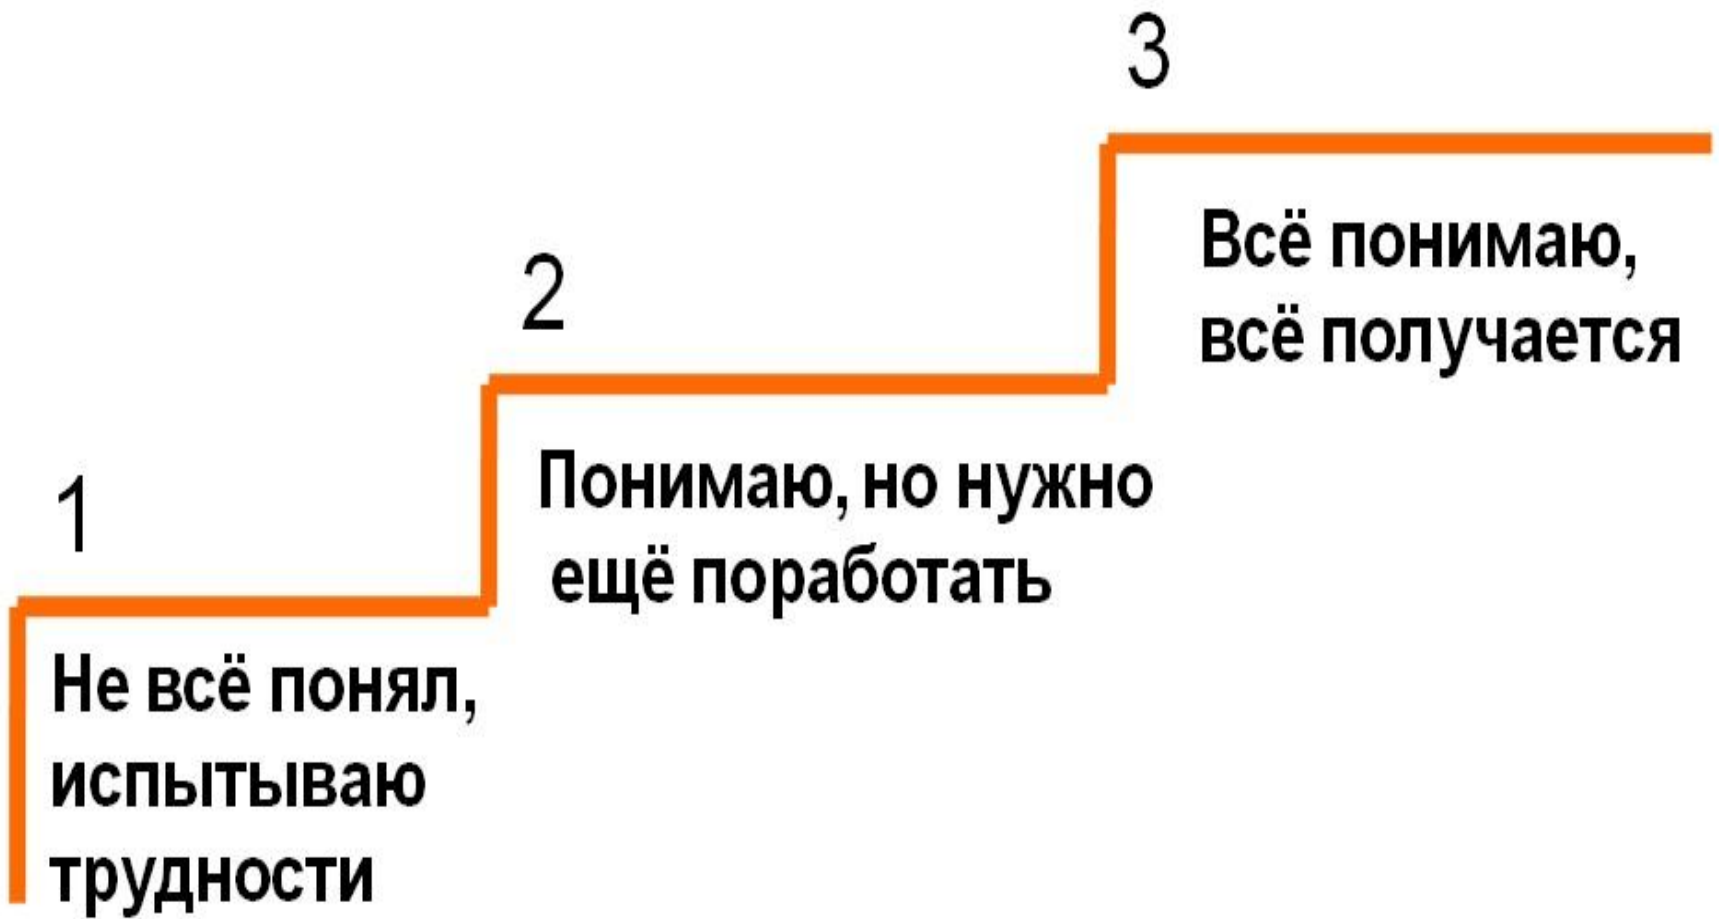 3
Всё понимаю,
всё получается
2
Понимаю, но нужно
ещё поработать
1
Не всё понял,
испытываю
трудности